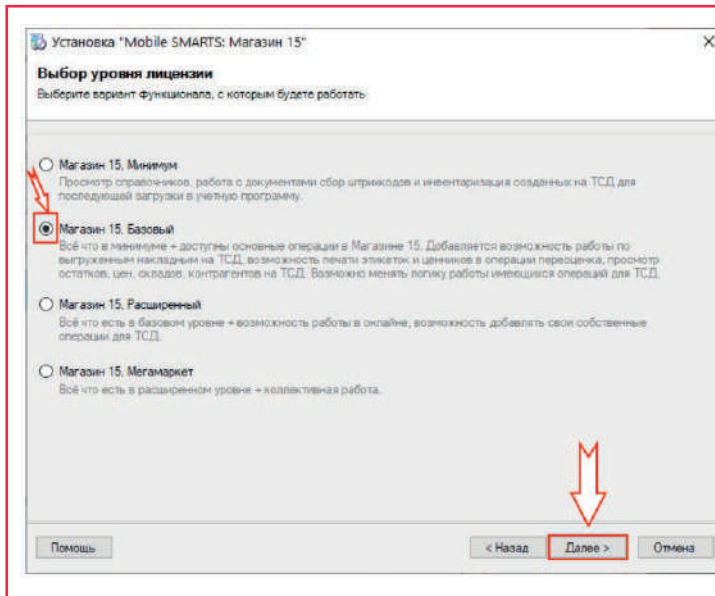 Установка "Mobile SMARTS: Магазин 15"
Выбор уровня лицензии
Выберите вариант функционала, с которым будете работать
Магазин 15, Минимум
Просмотр справочников, работа с документами сбор штрихкодов и инвентаризация созданных на ТСД для
последующей загрузки в учетную программу.
Магазин 15, Базовый
Всё что в минимуме + доступны основные операции в Магазине 15. Добавляется возможность работы по
выгруженным накладным на ТСД, возможность печати этикеток и ценников в операции переоценка, просмотр
остатков, цен, складов, контрагентов на ТСД. Возможно менять логику работы имеющихся операций для ТСД.
Магазин 15, Расширенный
Всё что есть в базовом уровне + возможность работы в онлайне, возможность добавлять свои собственные
операции для ТСД.
Магазин 15, Мегамаркет
Всё что есть в расширенном уровне + коллективная работа.
Помощь
< Назад
Далее >
Отмена